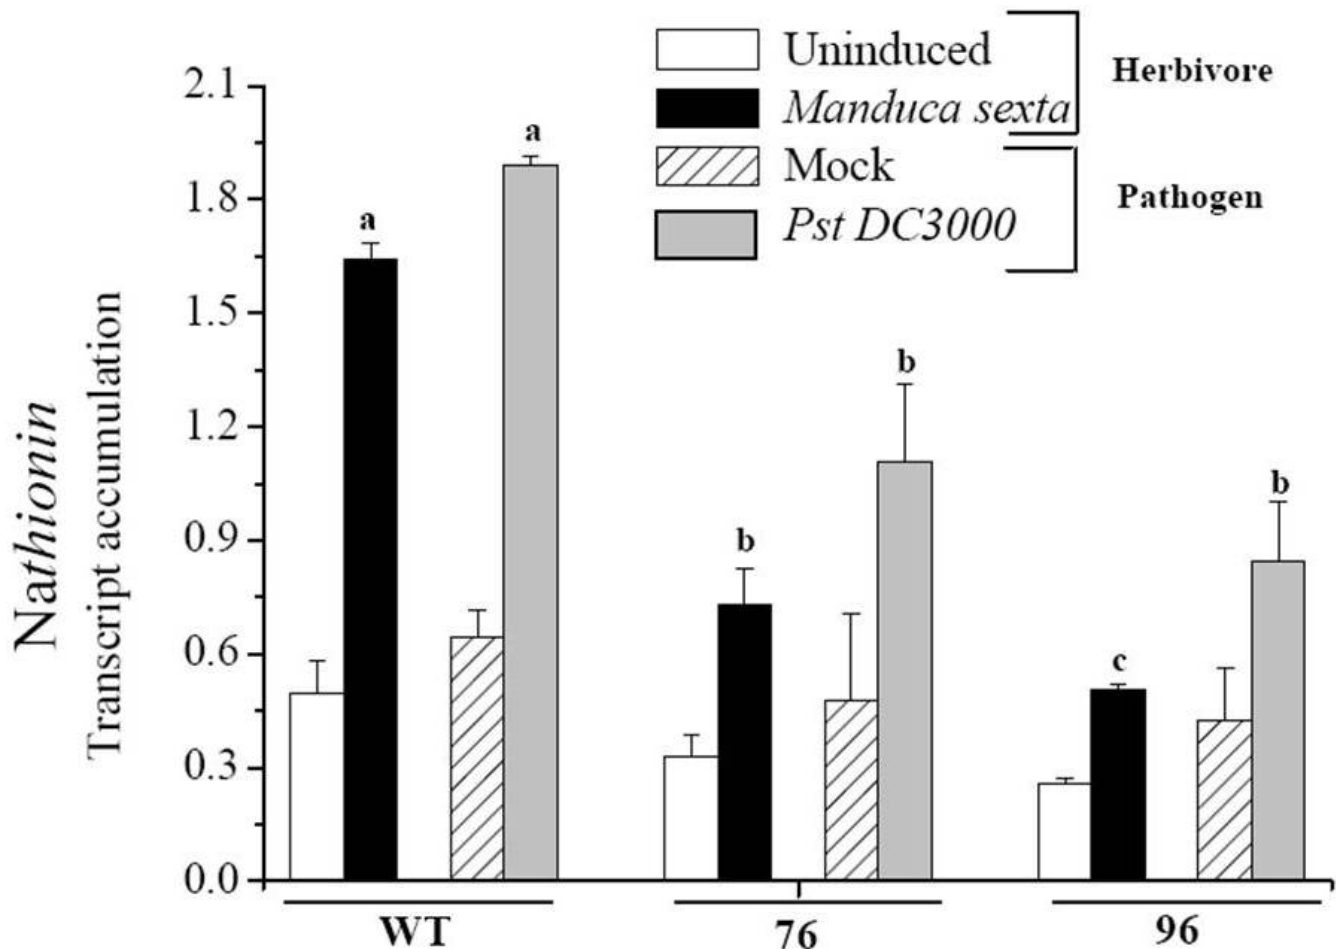 Uninduced
Manduca sexta
Mock
Pst DC3000
Herbivore
Pathogen
Nathionin
Transcript accumulation
2.1
1.8
1.5
1.2
0.9
0.6
0.3
0.0
a
a
b
b
c
b
WT
76
96